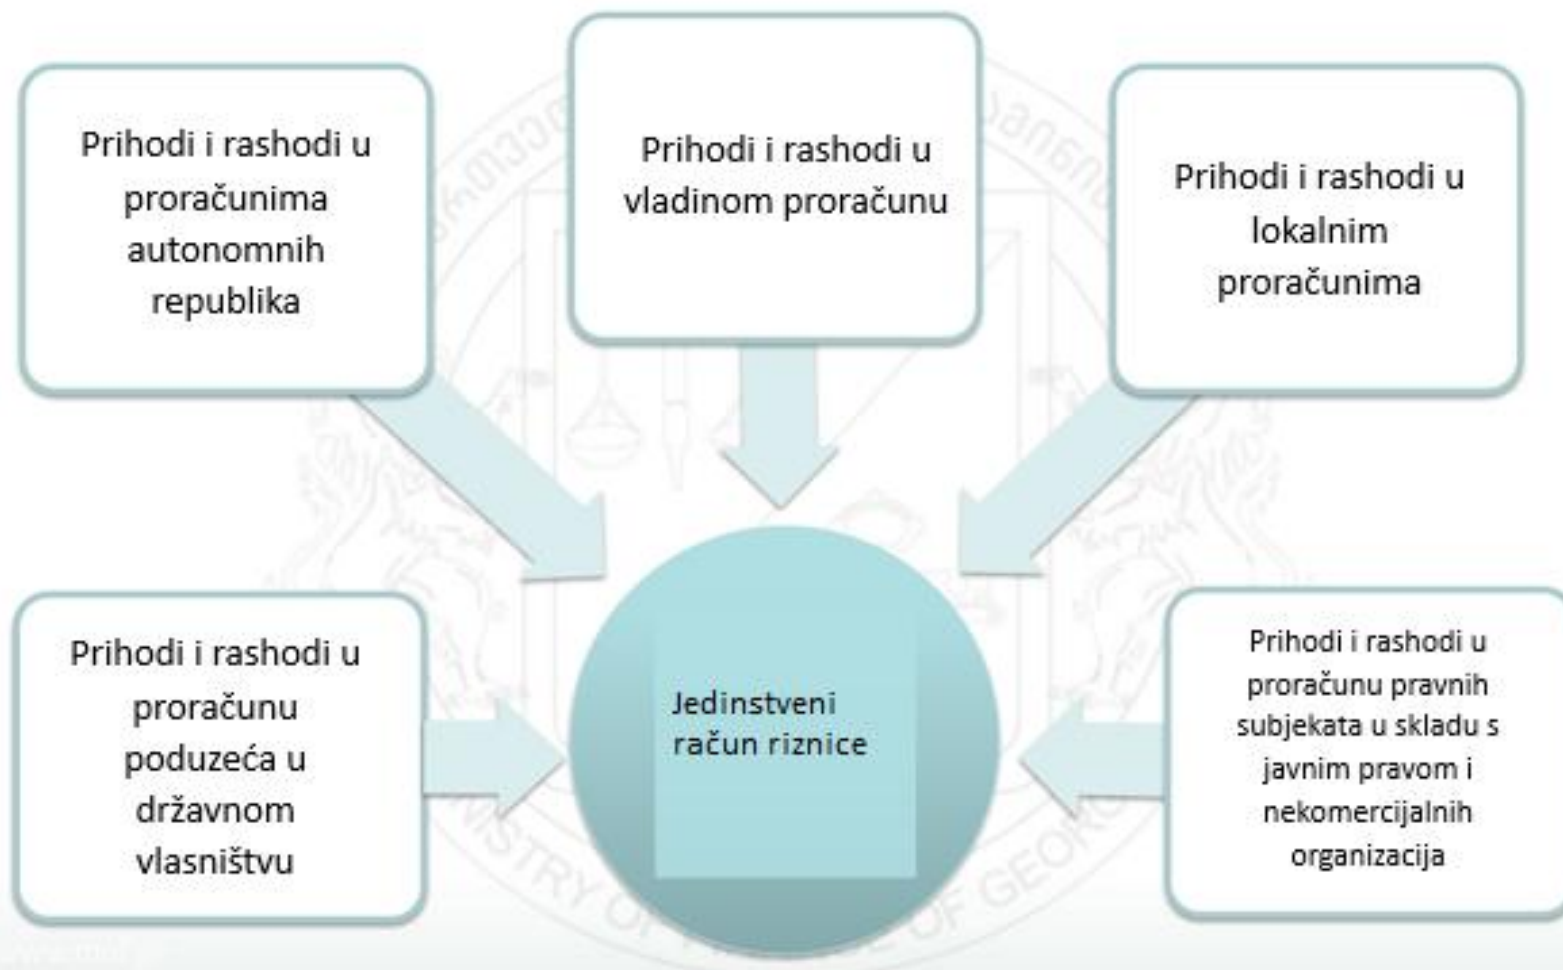 Prihodi i rashodi u
proračunima
autonomnih
republika
Prihodi i rashodi u
vladinom proračunu
Prihodi i rashodi u
lokalnim
proračunima
Prihodi i rashodi u
proračunu
poduzeća u
državnom
vlasništvu
Jedinstveni
račun riznice
Prihodi i rashodi u
proračunu pravnih
subjekata u skladu s
javnim pravom i
nekomercijalnih
organizacija